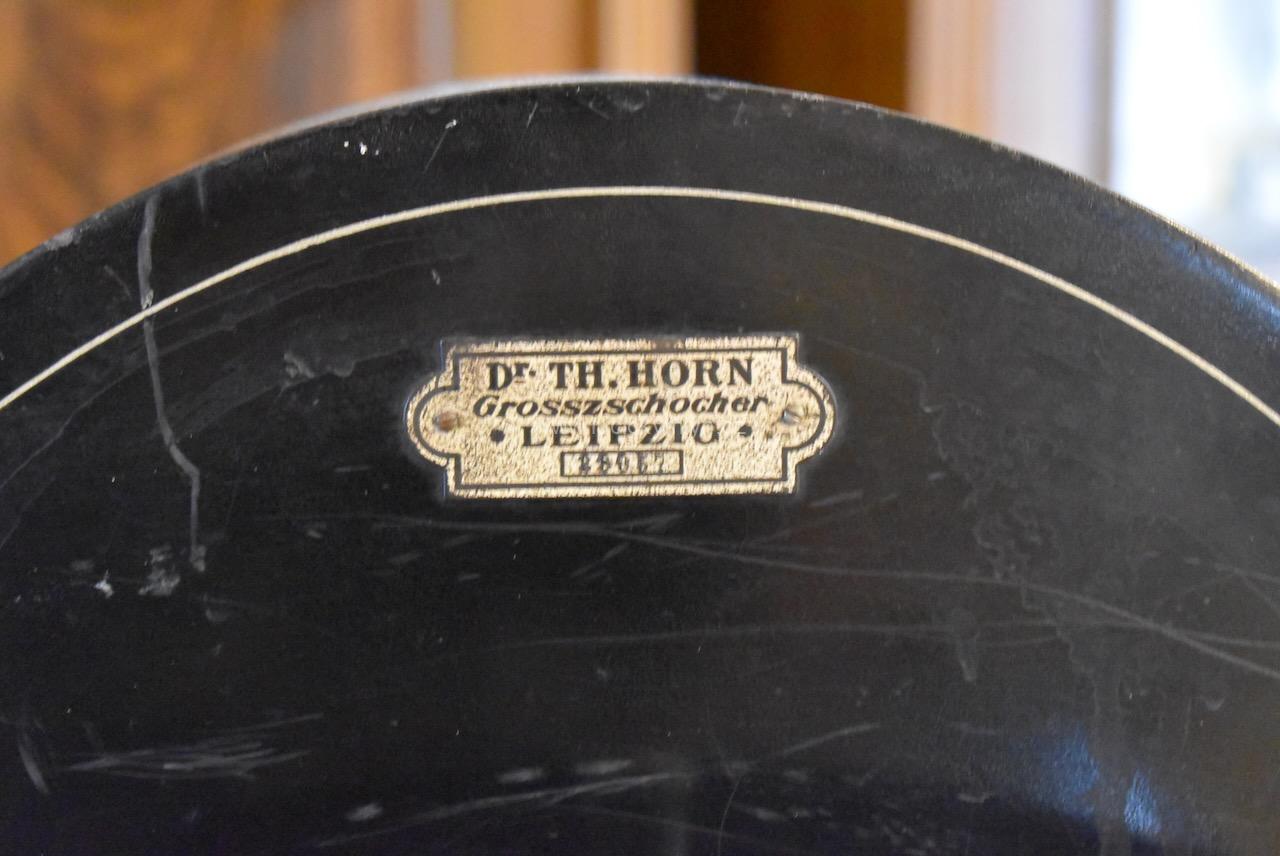 Dr. TH. HORN
Grosszschocher
• LEIPZIG •